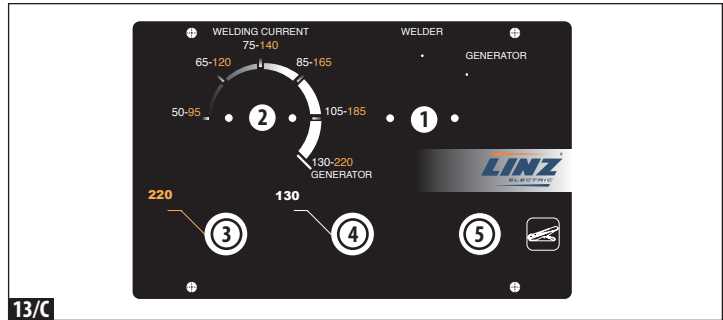 WELDING CURRENT
WELDER
GENERATOR
75-140
65-120
85-165
50-95
105-185
2
1
130-220
GENERATOR
LINZ®
ELECTRIC
220
130
3
4
5
13/C